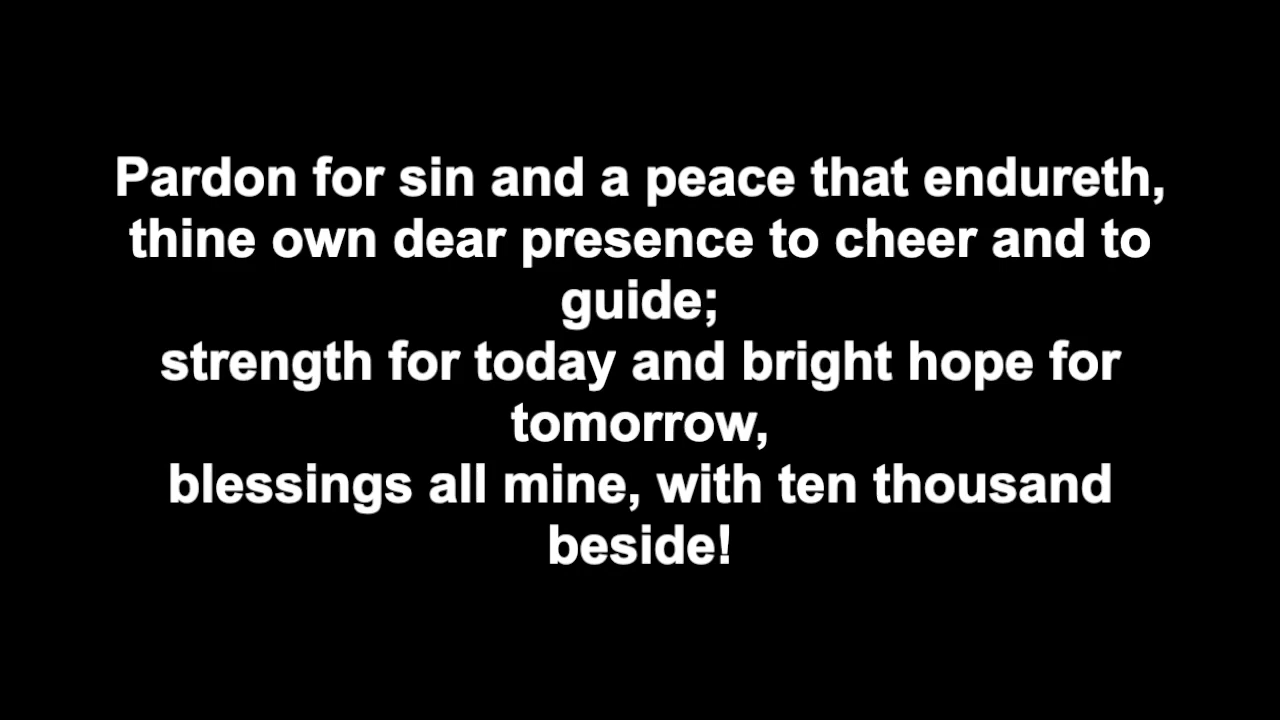 Pardon for sin and a peace that endureth,
thine own dear presence to cheer and to
guide;
strength for today and bright hope for
tomorrow,
blessings all mine, with ten thousand
beside!